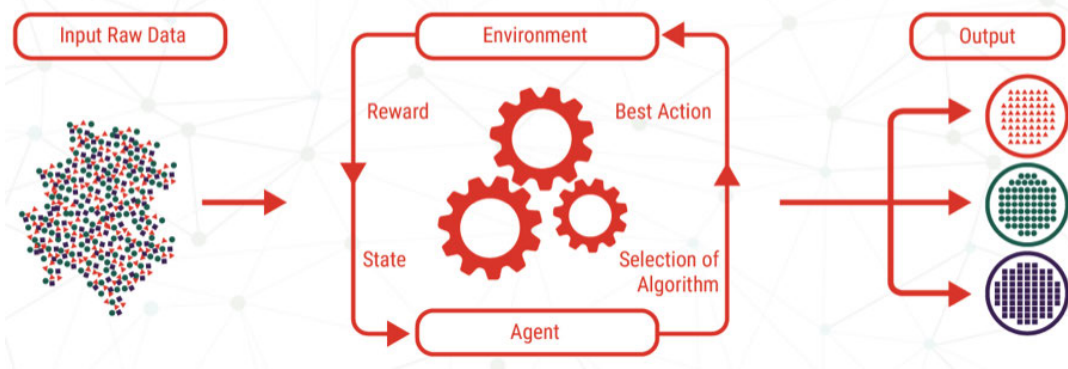 Input Raw Data
Environment
Output
Reward
Best Action
State
Selection of
Algorithm
Agent